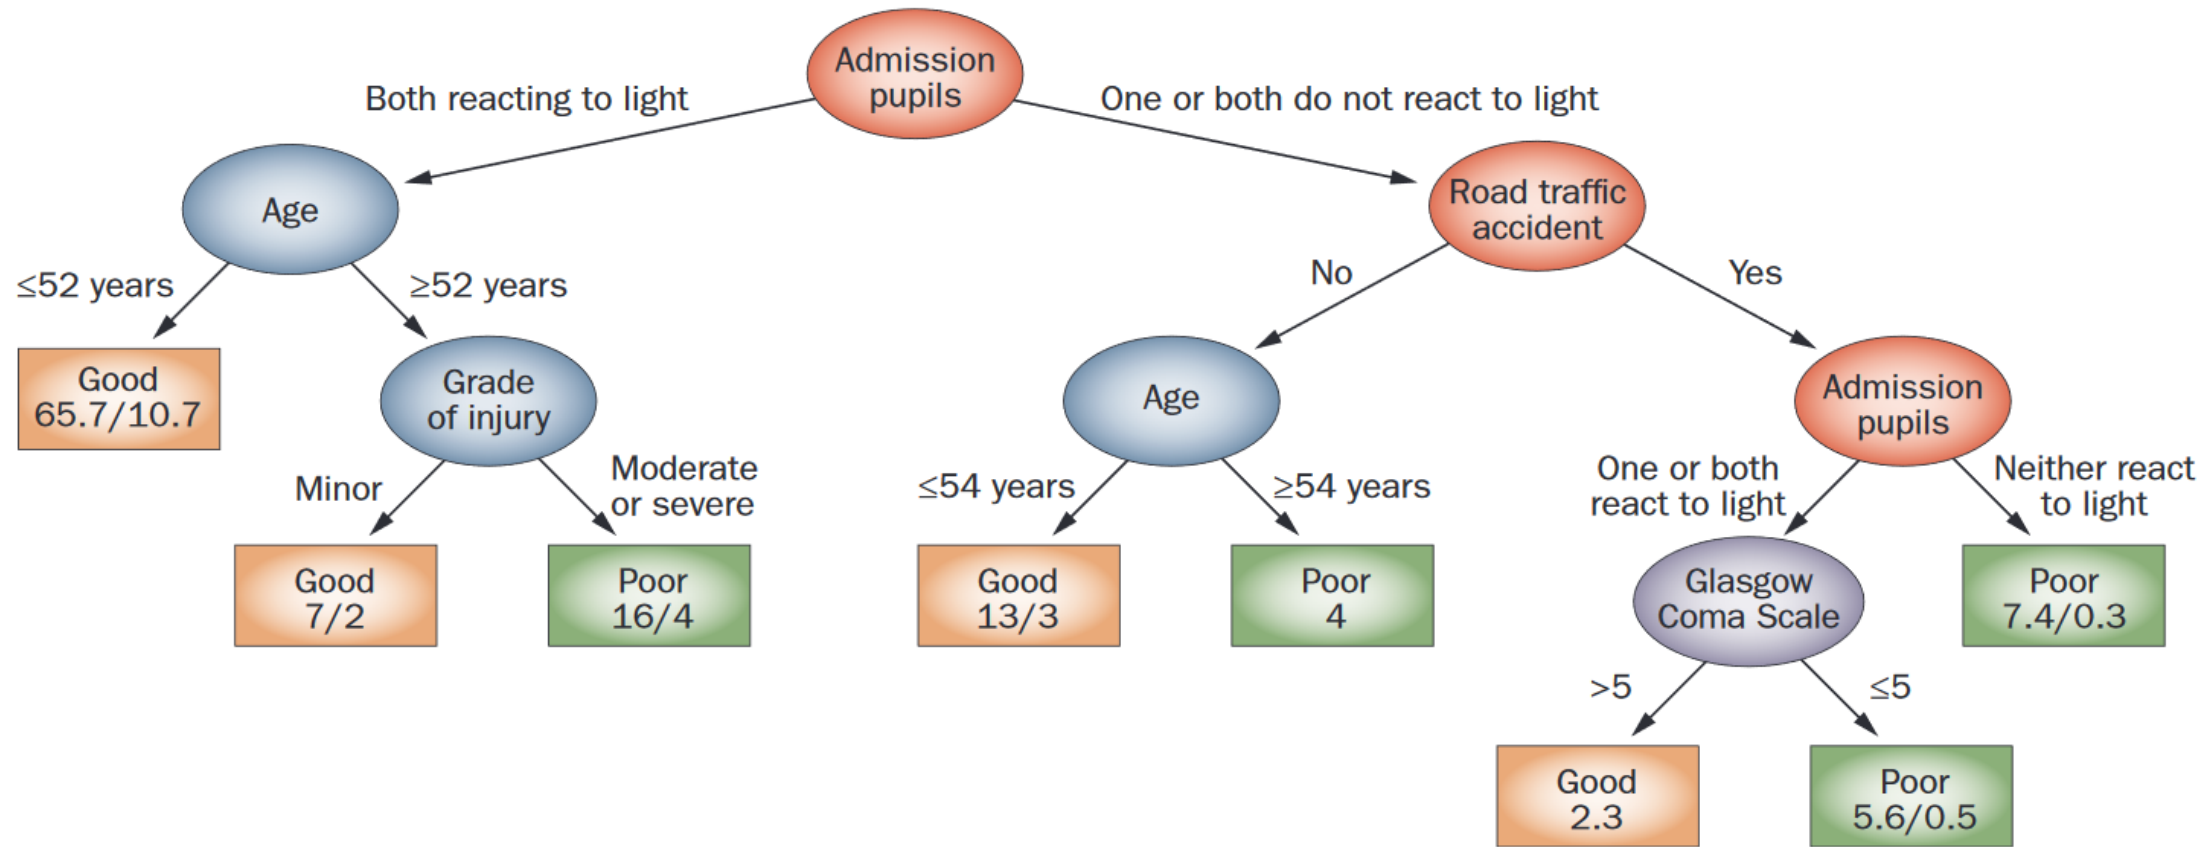 Admission
pupils
Both reacting to light
One or both do not react to light
Age
Road traffic
accident
≤52 years
≥52 years
No
Yes
Good
65.7/10.7
Grade
of injury
Age
Admission
pupils
Minor
Moderate
or severe
≤54 years
≥54 years
One or both
react to light
Neither react
to light
Good
7/2
Poor
16/4
Good
13/3
Poor
4
Glasgow
Coma Scale
Poor
7.4/0.3
>5
≤5
Good
2.3
Poor
5.6/0.5